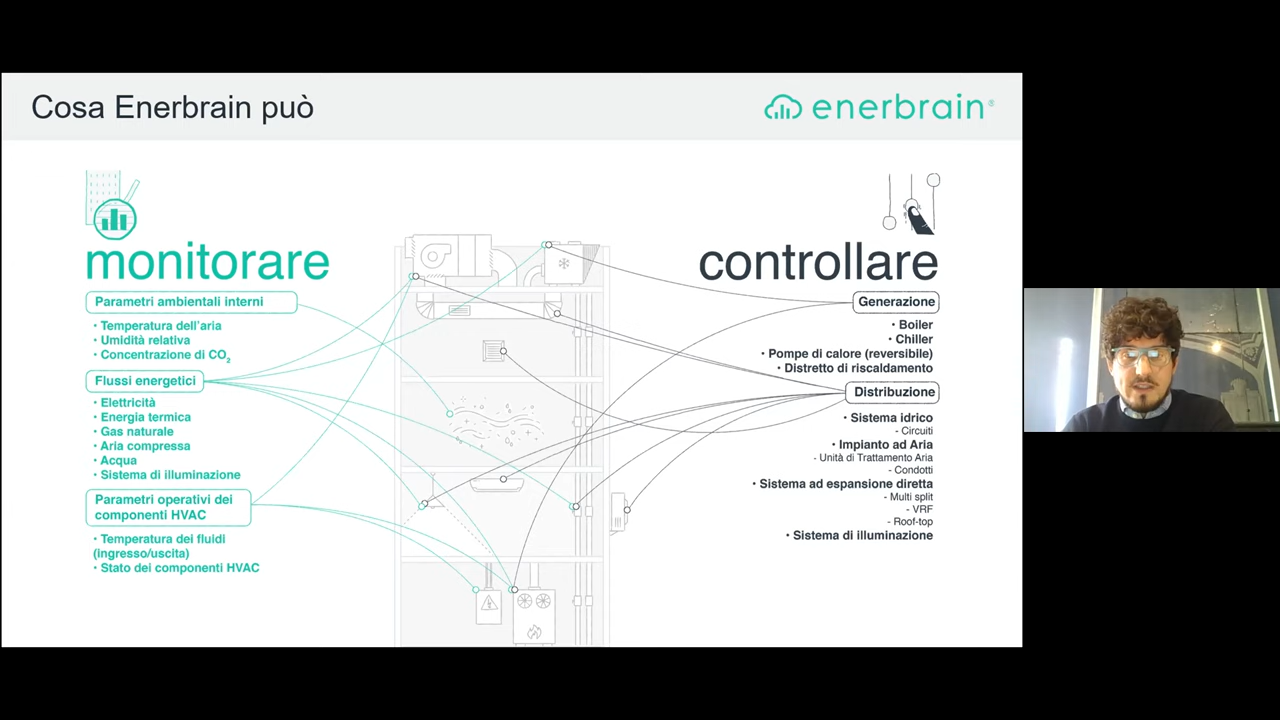 Cosa Enerbrain può
enerbrain®
monitorare
Parametri ambientali interni
• Temperatura dell'aria
• Umidità relativa
• Concentrazione di CO₂
Flussi energetici
• Elettricità
• Energia termica
• Gas naturale
• Aria compressa
• Acqua
• Sistema di illuminazione
Parametri operativi dei
componenti HVAC
• Temperatura dei fluidi
(ingresso/uscita)
• Stato dei componenti HVAC
controllare
Generazione
• Boiler
• Chiller
• Pompe di calore (reversibile)
• Distretto di riscaldamento
Distribuzione
• Sistema idrico
- Circuiti
• Impianto ad Aria
- Unità di Trattamento Aria
- Condotti
• Sistema ad espansione diretta
- Multi split
- VRF
- Roof-top
• Sistema di illuminazione